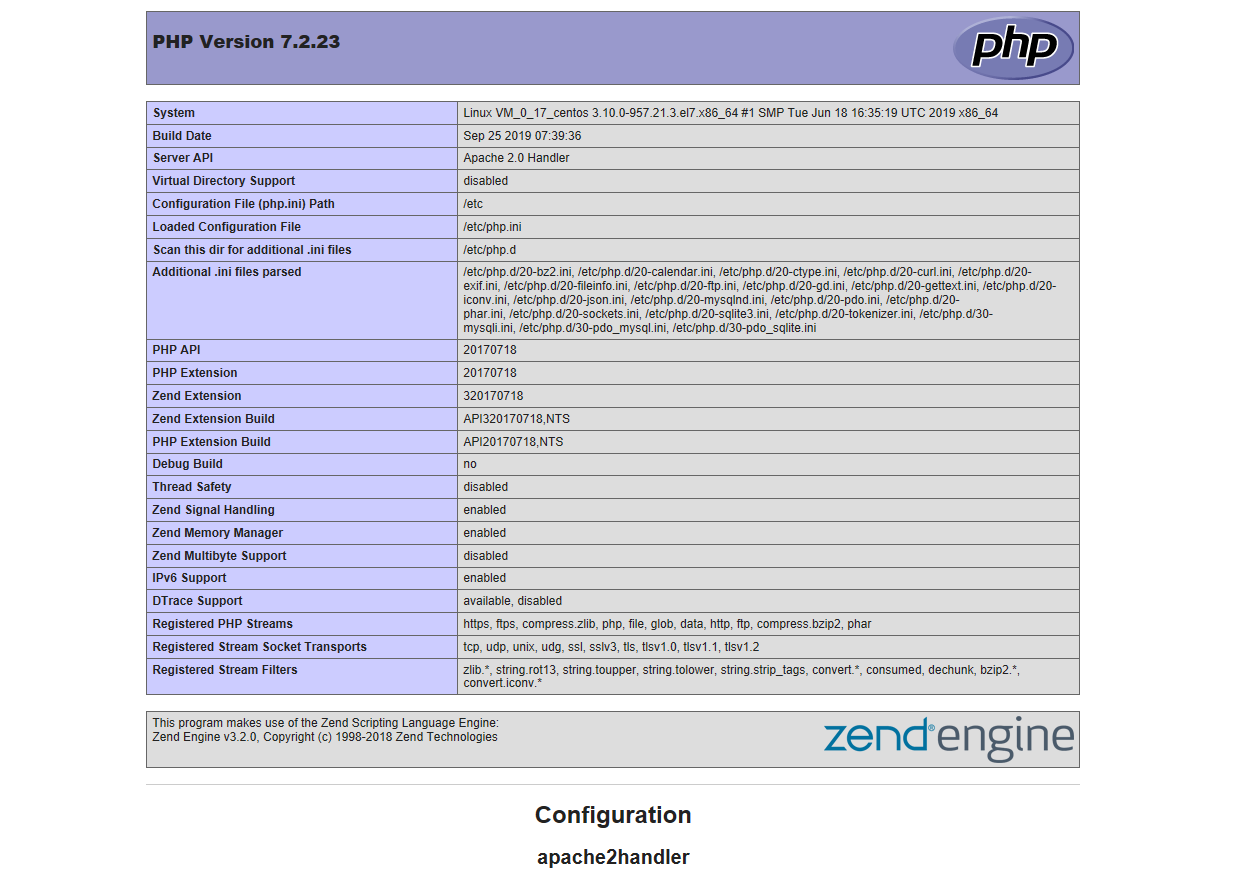 PHP Version 7.2.23
php
System Linux VM_0_17_centos 3.10.0-957.21.3.el7.x86_64 #1 SMP Tue Jun 18 16:35:19 UTC 2019 x86_64
Build Date Sep 25 2019 07:39:36
Server API Apache 2.0 Handler
Virtual Directory Support disabled
Configuration File (php.ini) Path /etc
Loaded Configuration File /etc/php.ini
Scan this dir for additional .ini files /etc/php.d
Additional .ini files parsed /etc/php.d/20-bz2.ini, /etc/php.d/20-calendar.ini, /etc/php.d/20-ctype.ini, /etc/php.d/20-curl.ini, /etc/php.d/20-
exif.ini, /etc/php.d/20-fileinfo.ini, /etc/php.d/20-ftp.ini, /etc/php.d/20-gd.ini, /etc/php.d/20-gettext.ini, /etc/php.d/20-
iconv.ini, /etc/php.d/20-json.ini, /etc/php.d/20-mysqlnd.ini, /etc/php.d/20-pdo.ini, /etc/php.d/20-
phar.ini, /etc/php.d/20-sockets.ini, /etc/php.d/20-sqlite3.ini, /etc/php.d/20-tokenizer.ini, /etc/php.d/30-
mysqli.ini, /etc/php.d/30-pdo_mysql.ini, /etc/php.d/30-pdo_sqlite.ini
PHP API 20170718
PHP Extension 20170718
Zend Extension 320170718
Zend Extension Build API320170718,NTS
PHP Extension Build API20170718,NTS
Debug Build no
Thread Safety disabled
Zend Signal Handling enabled
Zend Memory Manager enabled
Zend Multibyte Support disabled
IPv6 Support enabled
DTrace Support available, disabled
Registered PHP Streams https, ftps, compress.zlib, php, file, glob, data, http, ftp, compress.bzip2, phar
Registered Stream Socket Transports tcp, udp, unix, udg, ssl, sslv3, tls, tlsv1.0, tlsv1.1, tlsv1.2
Registered Stream Filters zlib.*, string.rot13, string.toupper, string.tolower, string.strip_tags, convert.*, consumed, dechunk, bzip2.*,
convert.iconv.*
This program makes use of the Zend Scripting Language Engine:
Zend Engine v3.2.0, Copyright (c) 1998-2018 Zend Technologies
zend® engine
Configuration
apache2handler